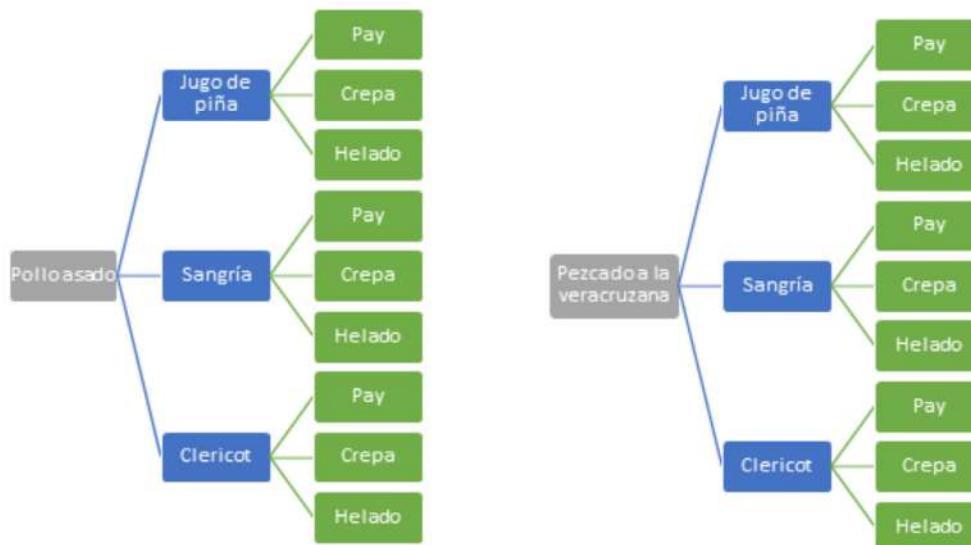 Pollo asado
Jugo de
piña
Pay
Crepa
Helado
Sangría
Pay
Crepa
Helado
Clericot
Pay
Crepa
Helado
Pezcado a la
veracruzana
Jugo de
piña
Pay
Crepa
Helado
Sangría
Pay
Crepa
Helado
Clericot
Pay
Crepa
Helado